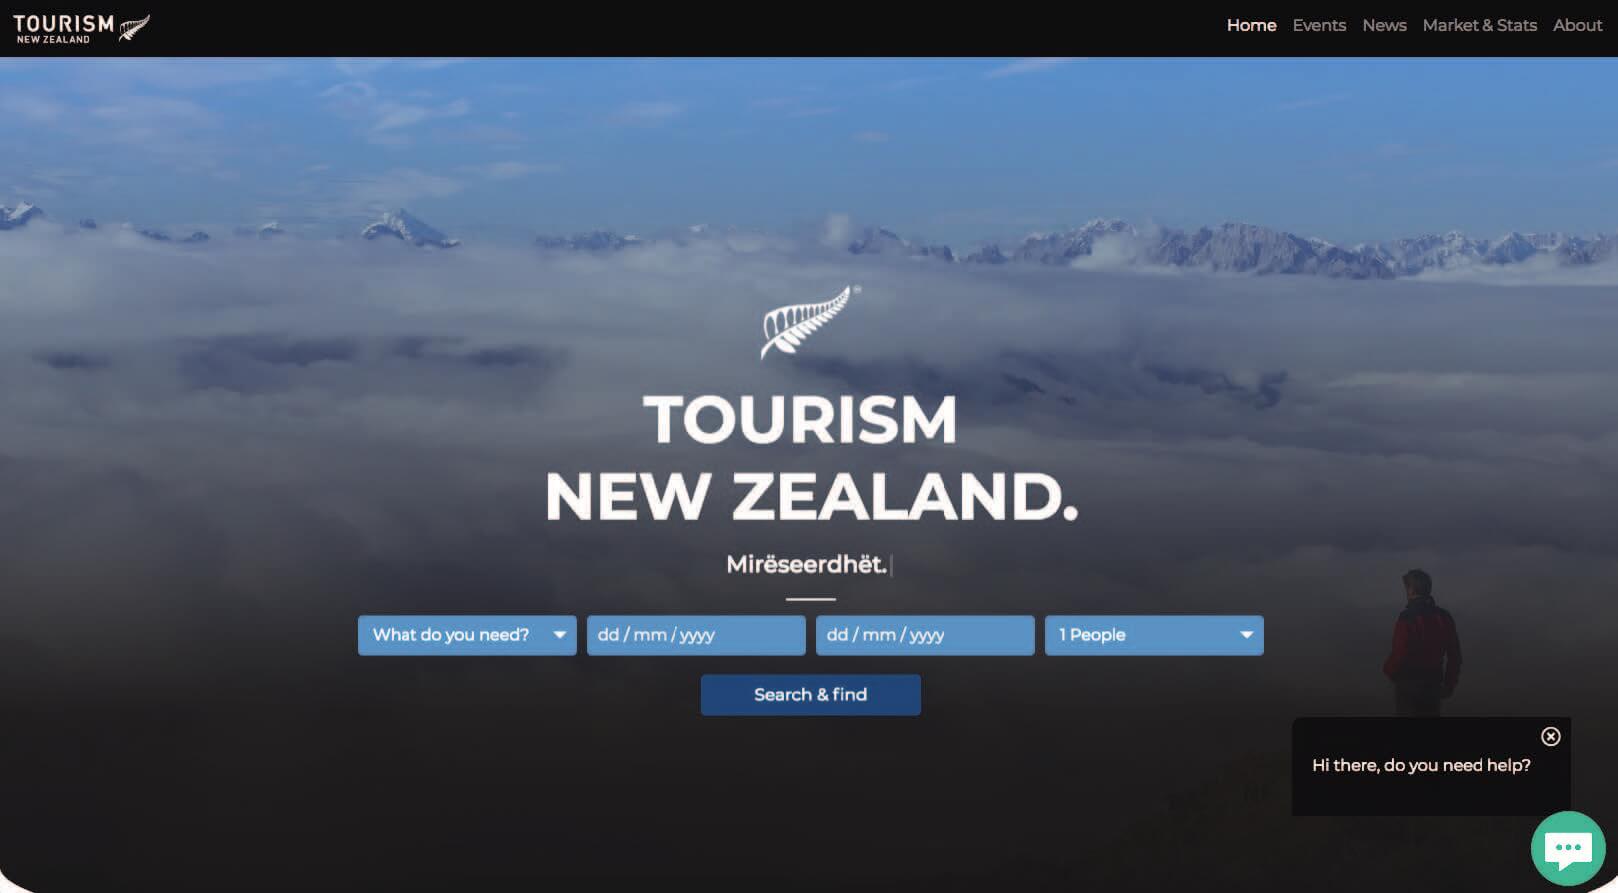 TOURISM
NEW ZEALAND
Home Events News Market & Stats About
TOURISM
NEW ZEALAND.
Mirëseerdhët.
What do you need? dd / mm / yyyy dd / mm / yyyy 1 People
Search & find
Hi there, do you need help?